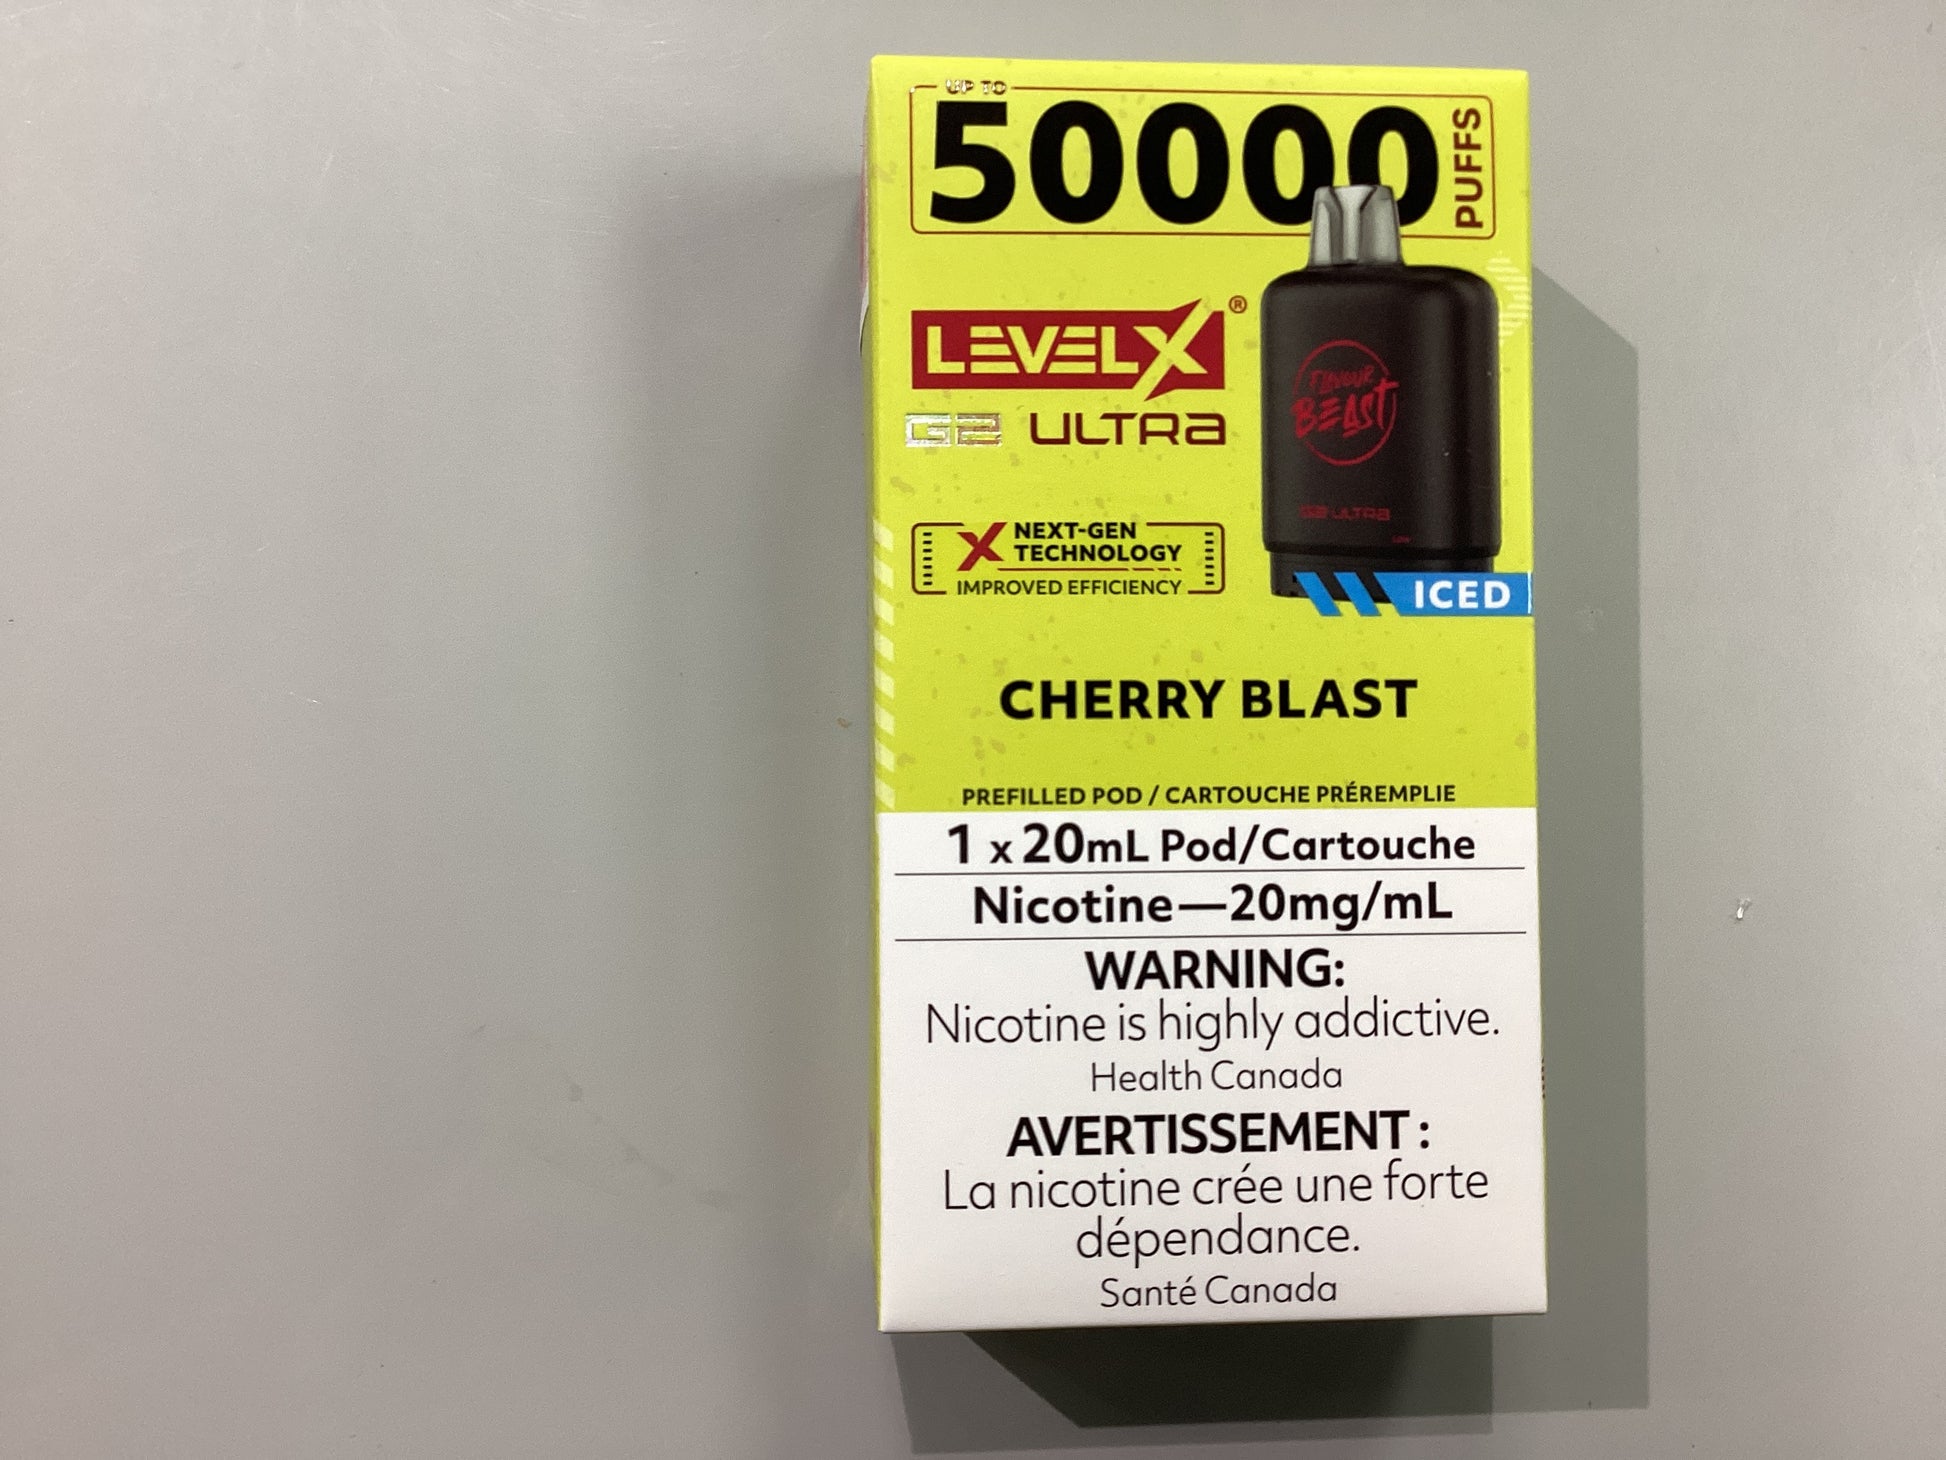 UP TO
50000
PUFFS
LEVELX®
G2 ULTRA
FLAVOUR
BEAST
G2 ULTRA
X NEXT-GEN
TECHNOLOGY
IMPROVED EFFICIENCY
ICED
CHERRY BLAST
PREFILLED POD / CARTOUCHE PRÉREMPLIE
1 x 20mL Pod/Cartouche
Nicotine—20mg/mL
WARNING:
Nicotine is highly addictive.
Health Canada
AVERTISSEMENT :
La nicotine crée une forte
dépendance.
Santé Canada